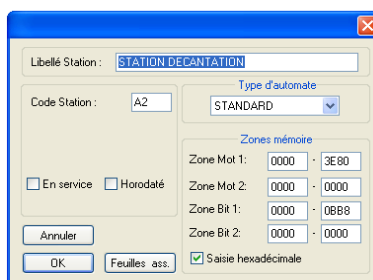 Libellé Station : STATION DECANTATION
Code Station : A2
Type d'automate
STANDARD
Zones mémoire
Zone Mot 1: 0000 - 3E80
Zone Mot 2: 0000 - 0000
Zone Bit 1: 0000 - 0BB8
Zone Bit 2: 0000 - 0000
Saisie hexadécimale
En service Horodaté
Annuler
OK Feuilles ass.